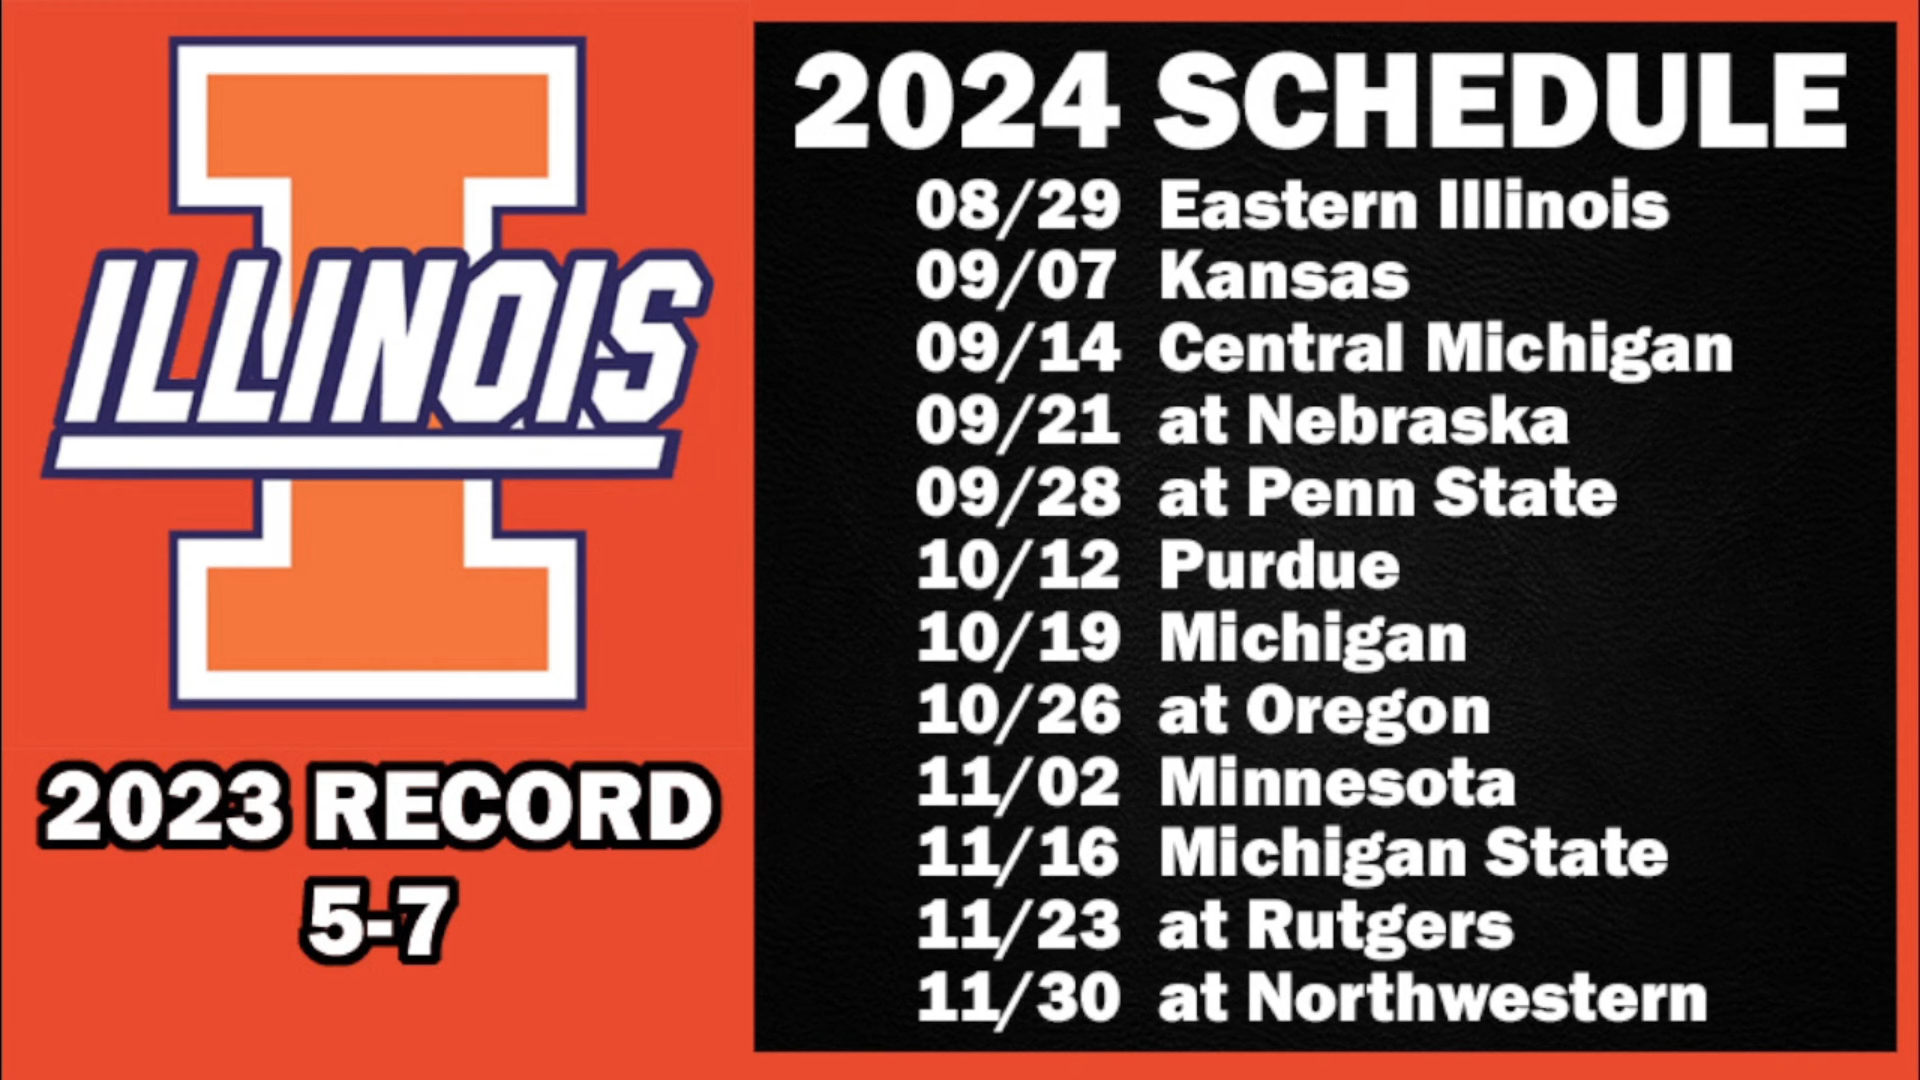 ILLINOIS
2023 RECORD
5-7
2024 SCHEDULE
08/29 Eastern Illinois
09/07 Kansas
09/14 Central Michigan
09/21 at Nebraska
09/28 at Penn State
10/12 Purdue
10/19 Michigan
10/26 at Oregon
11/02 Minnesota
11/16 Michigan State
11/23 at Rutgers
11/30 at Northwestern